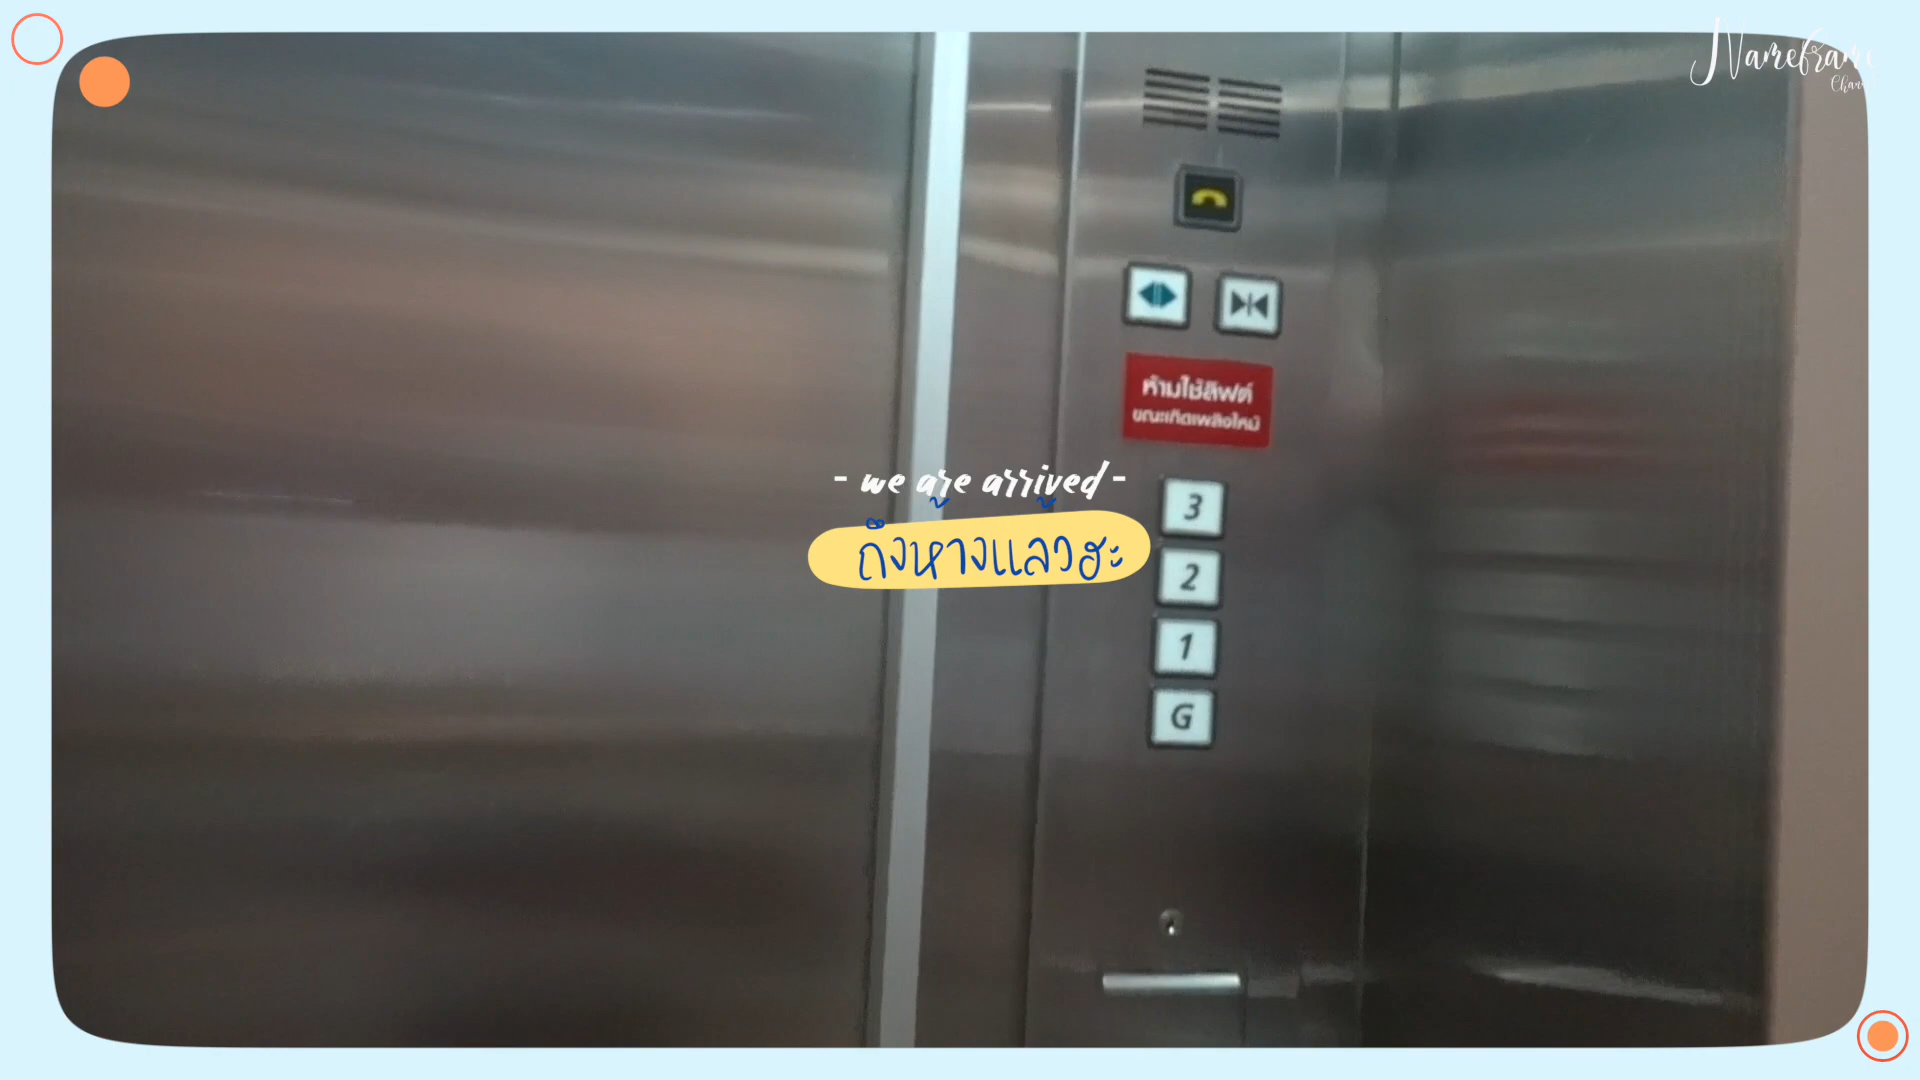 Nameframe
ห้ามใช้ลิฟต์
ขณะเกิดเพลิงไหม้
- we are arrived -
ถึงห้างแล้วฮะ
3
2
1
G